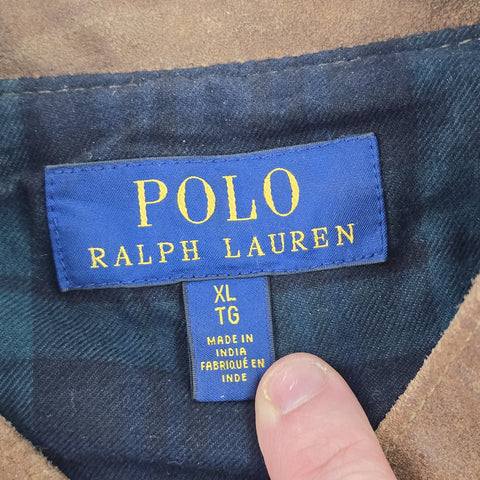 POLO
RALPH LAUREN
XL
TG
MADE IN
INDIA
FABRIQUÉ EN
INDE